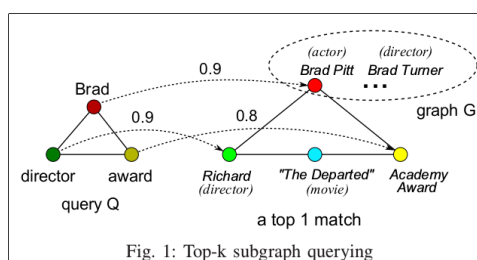 (actor) (director)
Brad Pitt Brad Turner
...
0.9
Brad
graph G
0.9 0.8
director award
Richard "The Departed" Academy
(director) (movie) Award
query Q
a top 1 match
Fig. 1: Top-k subgraph querying